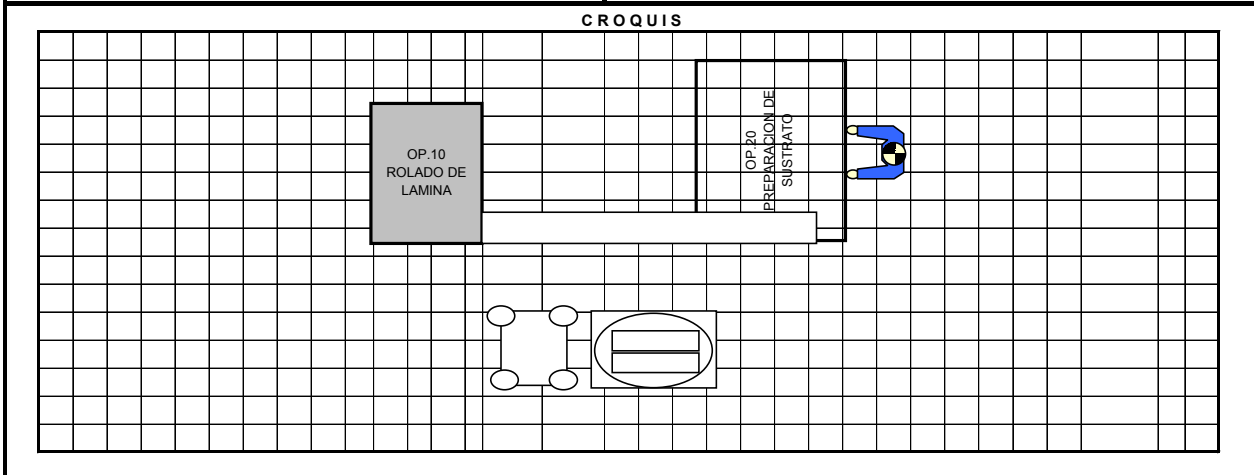 CROQUIS
OP.10
ROLADO DE
LAMINA
OP.20
PREPARACION DE
SUSTRATO